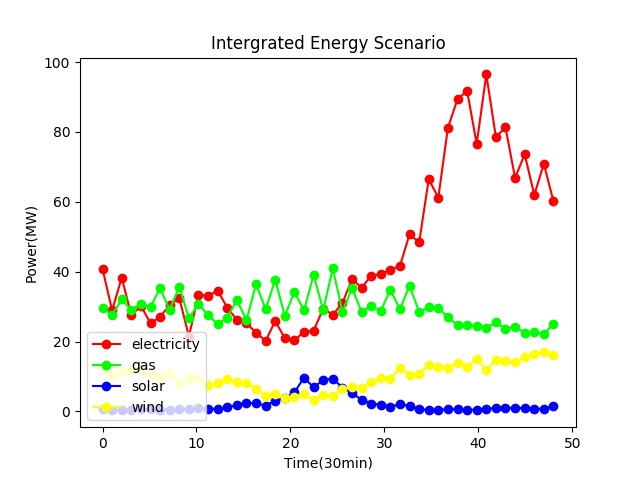 Intergrated Energy Scenario
100
80
60
40
20
0
Power(MW)
electricity
gas
solar
wind
0 10 20 30 40 50
Time(30min)